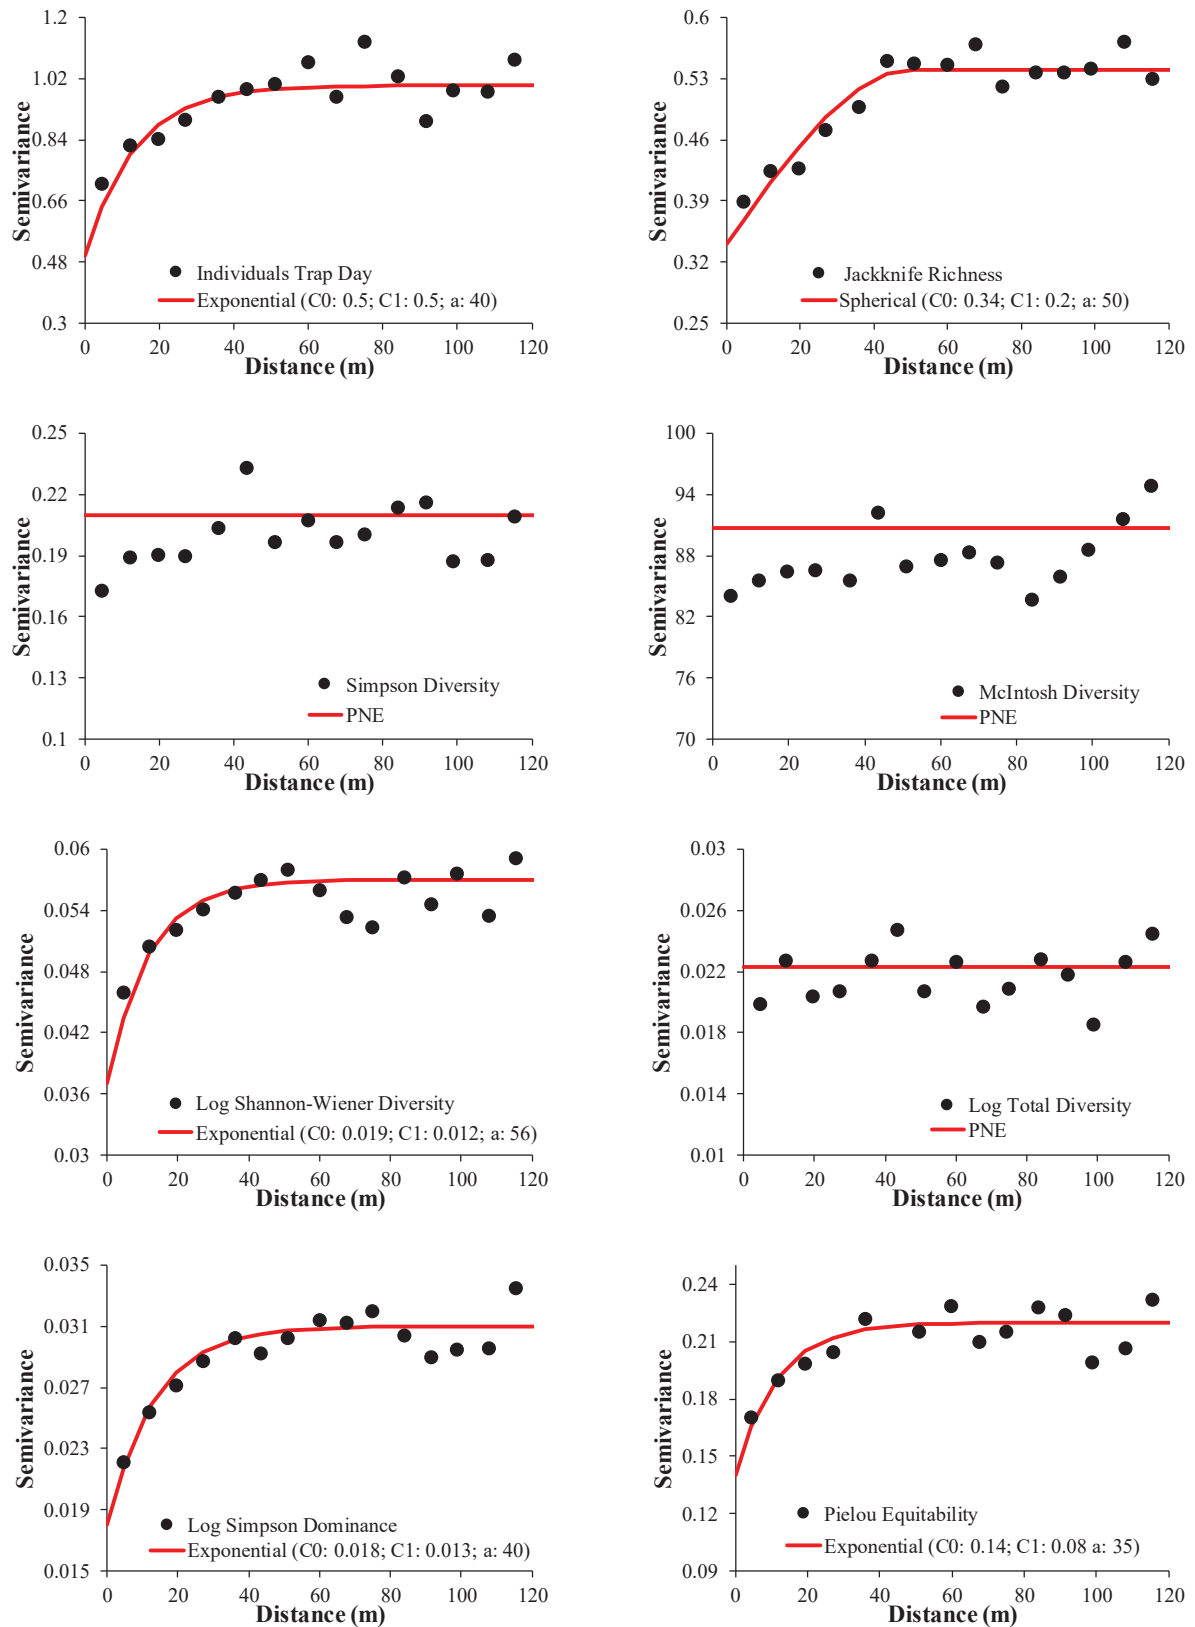 1.2
1.02
0.84
0.66
0.48
0.3
Semivariance
Individuals Trap Day
Exponential (C0: 0.5; C1: 0.5; a: 40)
0 20 40 60 80 100 120
Distance (m)
0.6
0.53
0.46
0.39
0.32
0.25
Semivariance
Jackknife Richness
Spherical (C0: 0.34; C1: 0.2; a: 50)
0 20 40 60 80 100 120
Distance (m)
0.25
0.22
0.19
0.16
0.13
0.1
Semivariance
Simpson Diversity
PNE
0 20 40 60 80 100 120
Distance (m)
100
94
88
82
76
70
Semivariance
McIntosh Diversity
PNE
0 20 40 60 80 100 120
Distance (m)
0.06
0.054
0.048
0.042
0.036
0.03
Semivariance
Log Shannon-Wiener Diversity
Exponential (C0: 0.019; C1: 0.012; a: 56)
0 20 40 60 80 100 120
Distance (m)
0.03
0.026
0.022
0.018
0.014
0.01
Semivariance
Log Total Diversity
PNE
0 20 40 60 80 100 120
Distance (m)
0.035
0.031
0.027
0.023
0.019
0.015
Semivariance
Log Simpson Dominance
Exponential (C0: 0.018; C1: 0.013; a: 40)
0 20 40 60 80 100 120
Distance (m)
0.24
0.21
0.18
0.15
0.12
0.09
Semivariance
Pielou Equitability
Exponential (C0: 0.14; C1: 0.08 a: 35)
0 20 40 60 80 100 120
Distance (m)